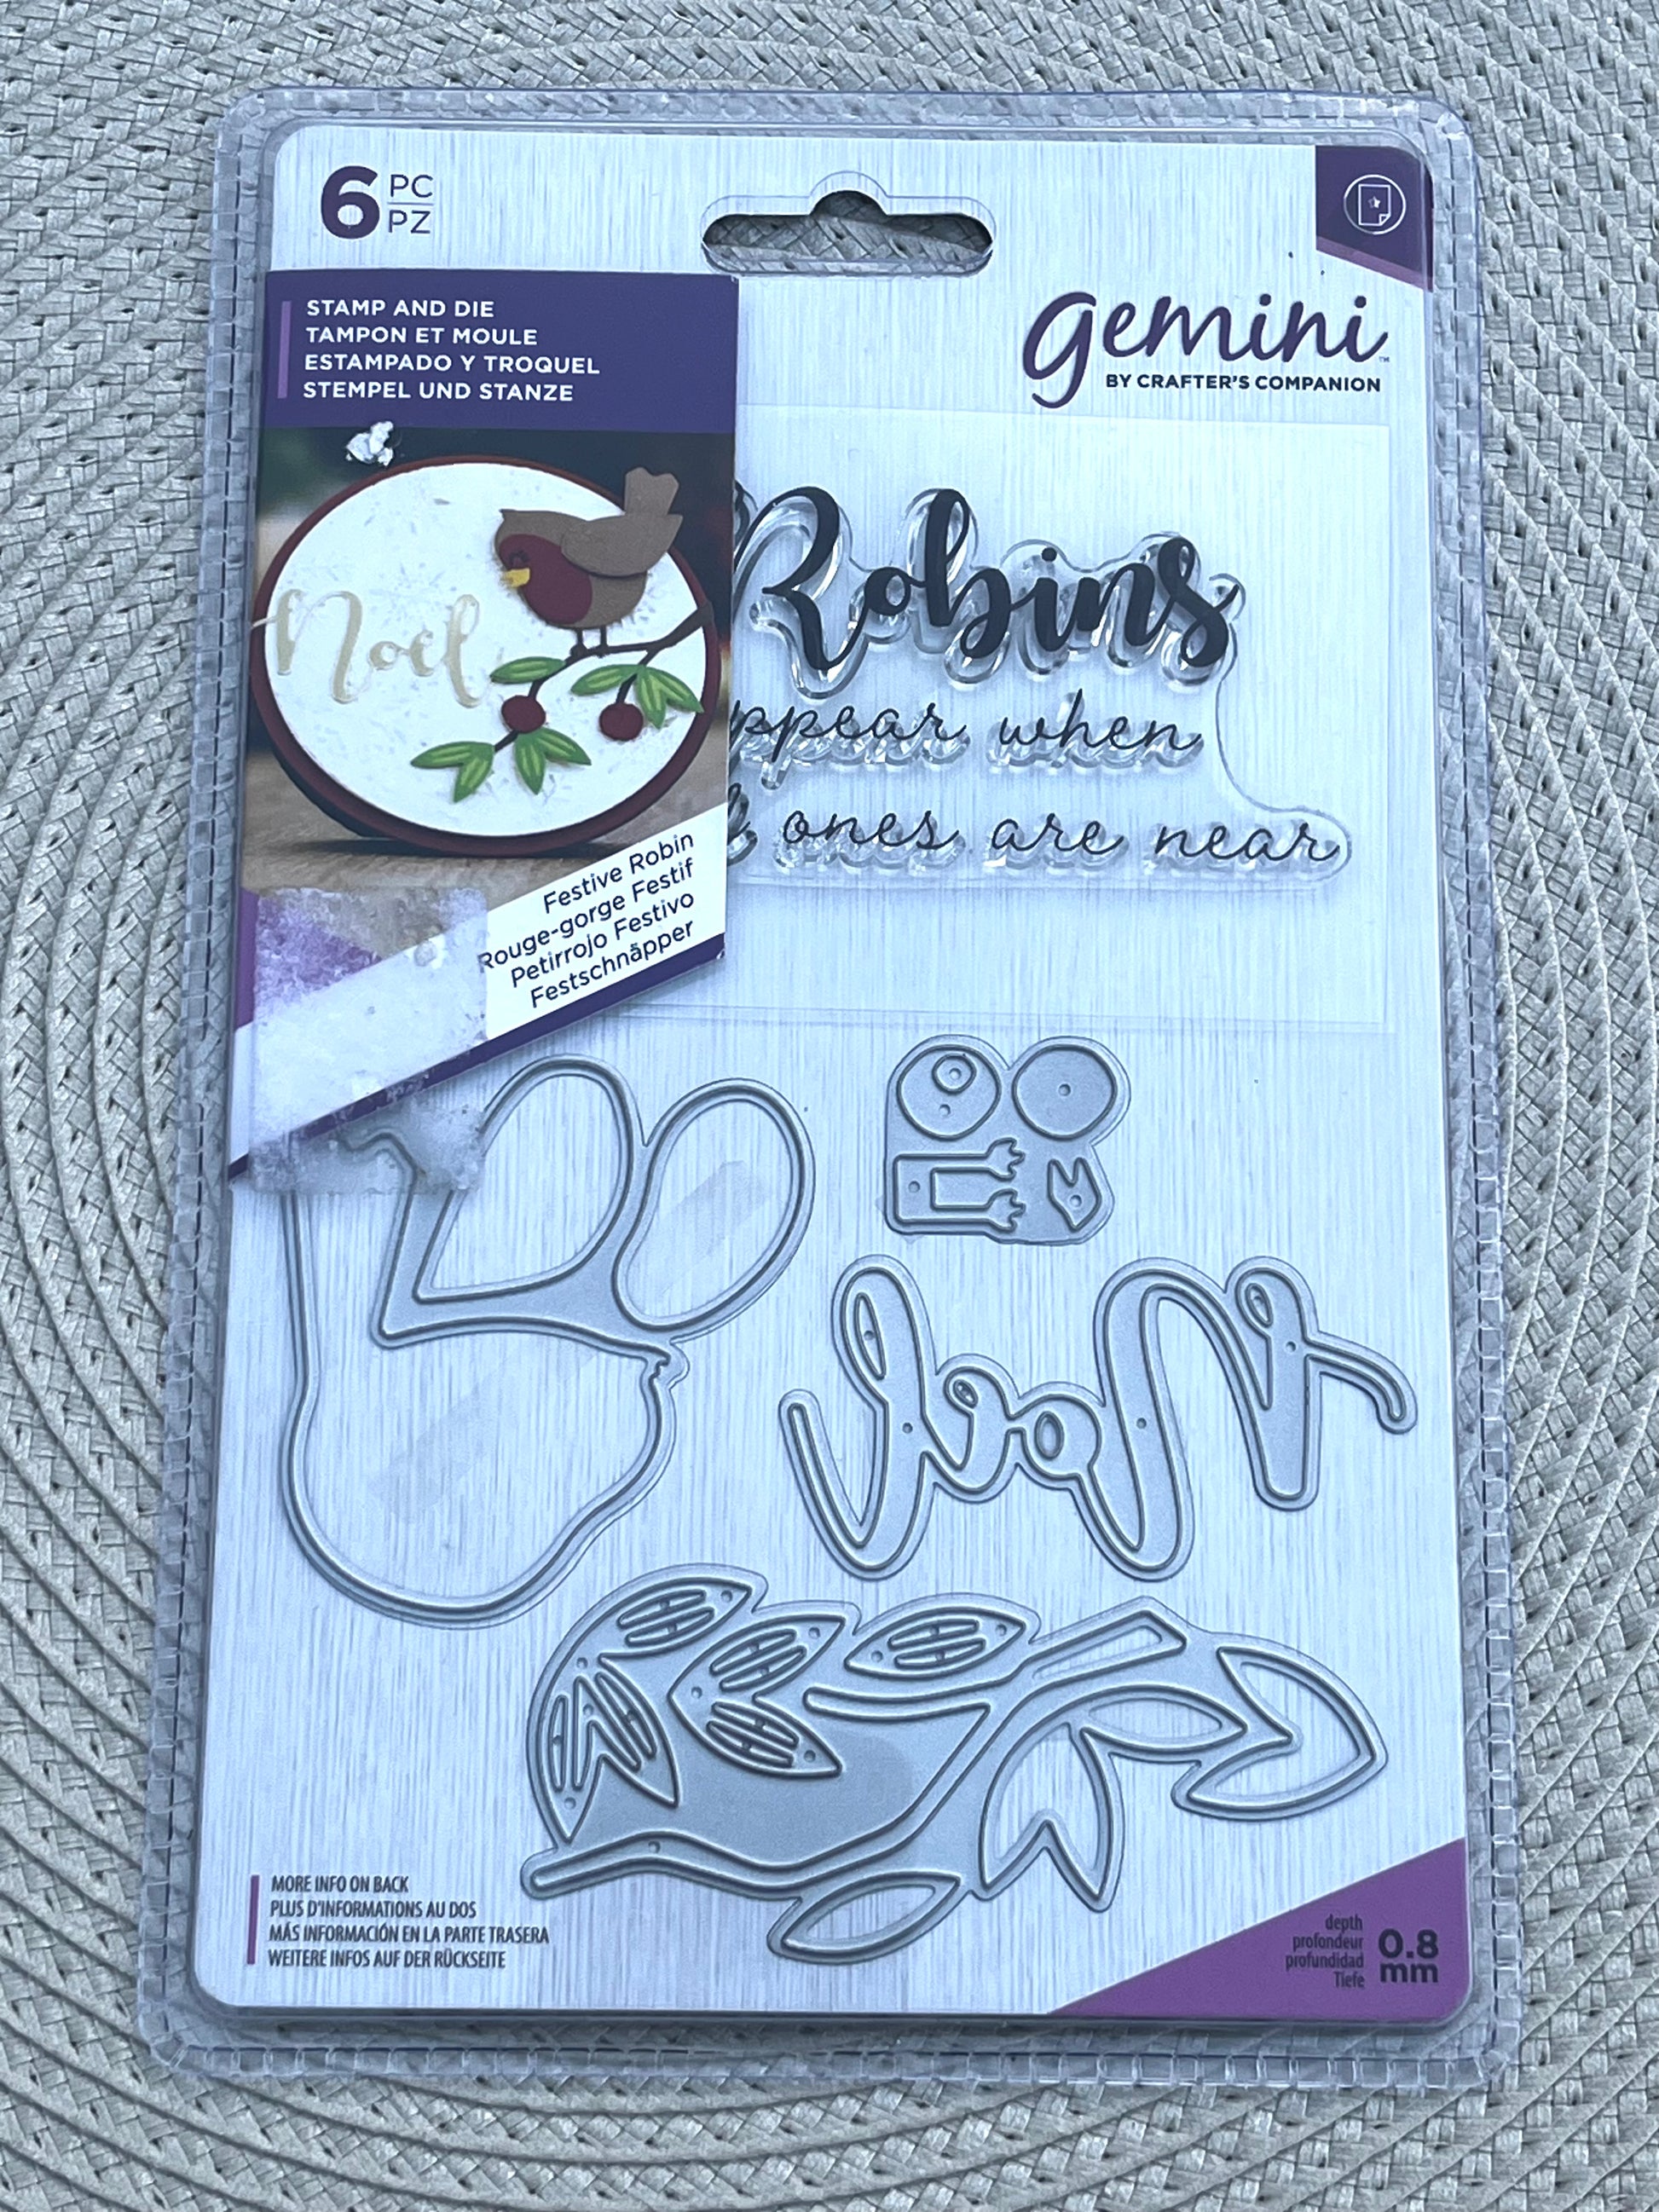 6 PC
PZ
STAMP AND DIE
TAMPON ET MOULE
ESTAMPADO Y TROQUEL
STEMPEL UND STANZE
gemini™
BY CRAFTER'S COMPANION
Noel
Festive Robin
Rouge-gorge Festif
Petirrojo Festivo
Festschnäpper
Robins
ppear when
ones are near
Noel
MORE INFO ON BACK
PLUS D'INFORMATIONS AU DOS
MÁS INFORMACIÓN EN LA PARTE TRASERA
WEITERE INFOS AUF DER RÜCKSEITE
depth
profondeur
profundidad
Tiefe
0.8
mm